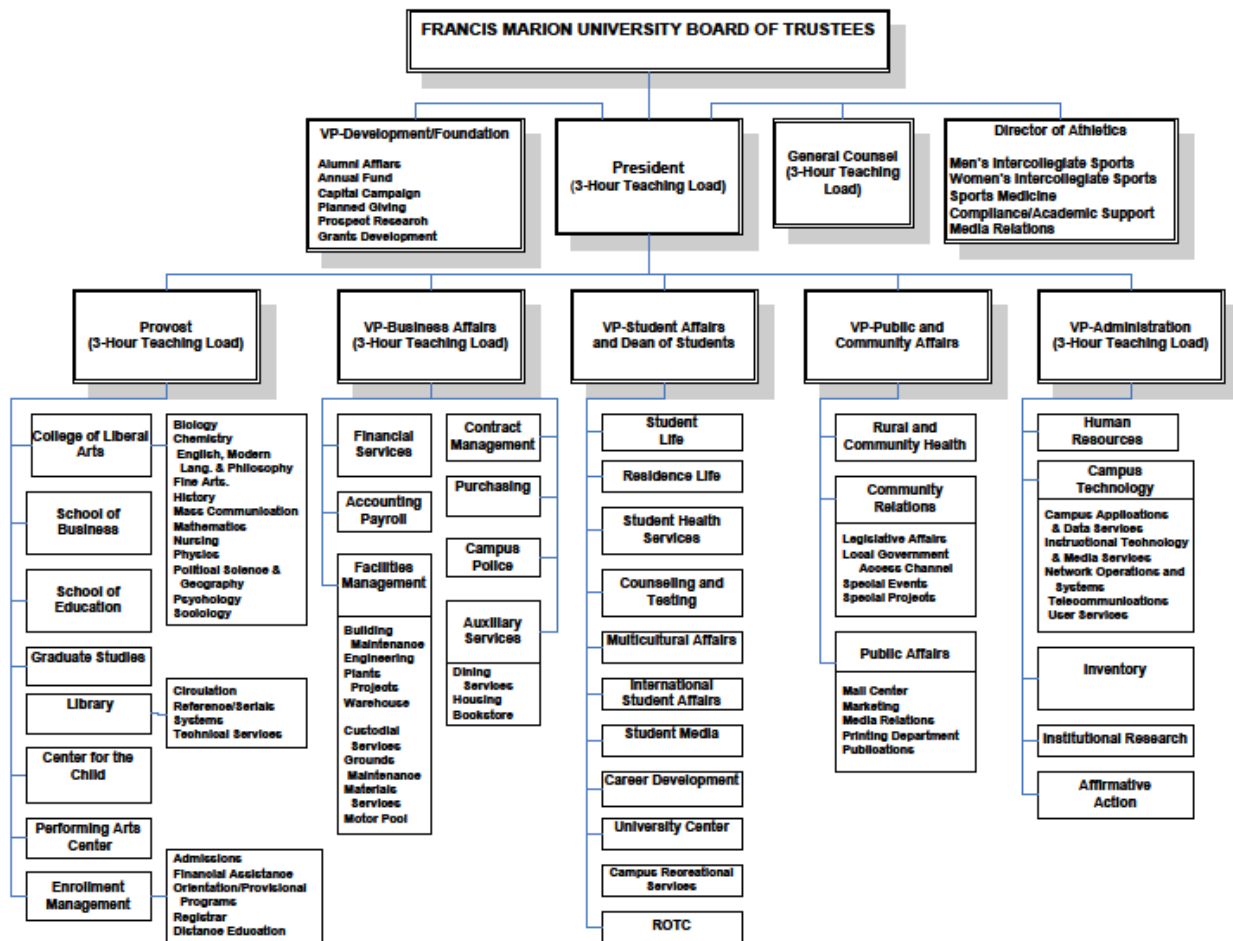 FRANCIS MARION UNIVERSITY BOARD OF TRUSTEES
VP-Development/Foundation
Alumni Affiars
Annual Fund
Capital Campaign
Planned Giving
Prospect Research
Grants Development
President
(3-Hour Teaching Load)
General Counsel
(3-Hour Teaching
Load)
Director of Athletics
Men's Intercollegiate Sports
Women's Intercollegiate Sports
Sports Medicine
Compliance/Academic Support
Media Relations
Provost
(3-Hour Teaching Load)
VP-Business Affairs
(3-Hour Teaching Load)
VP-Student Affairs
and Dean of Students
VP-Public and
Community Affairs
VP-Administration
(3-Hour Teaching Load)
College of Liberal
Arts
Biology
Chemistry
English, Modern
Lang. & Philosophy
Fine Arts.
History
Mass Communication
Mathematics
Nursing
Physics
Political Science &
Geography
Psychology
Sociology
School of
Business
School of
Education
Graduate Studies
Library
Circulation
Reference/Serials
Systems
Technical Services
Center for the
Child
Performing Arts
Center
Enrollment
Management
Admissions
Financial Assistance
Orientation/Provisional
Programs
Registrar
Distance Education
Financial
Services
Accounting
Payroll
Facilities
Management
Building
Maintenance
Engineering
Plants
Projects
Warehouse
Custodial
Services
Grounds
Maintenance
Materials
Services
Motor Pool
Contract
Management
Purchasing
Campus
Police
Auxiliary
Services
Dining
Services
Housing
Bookstore
Student
Life
Residence Life
Student Health
Services
Counseling and
Testing
Multicultural Affairs
International
Student Affairs
Student Media
Career Development
University Center
Campus Recreational
Services
ROTC
Rural and
Community Health
Community
Relations
Legislative Affairs
Local Government
Access Channel
Special Events
Special Projects
Public Affairs
Mail Center
Marketing
Media Relations
Printing Department
Publications
Human
Resources
Campus
Technology
Campus Applications
& Data Services
Instructional Technology
& Media Services
Network Operations and
Systems
Telecommunications
User Services
Inventory
Institutional Research
Affirmative
Action